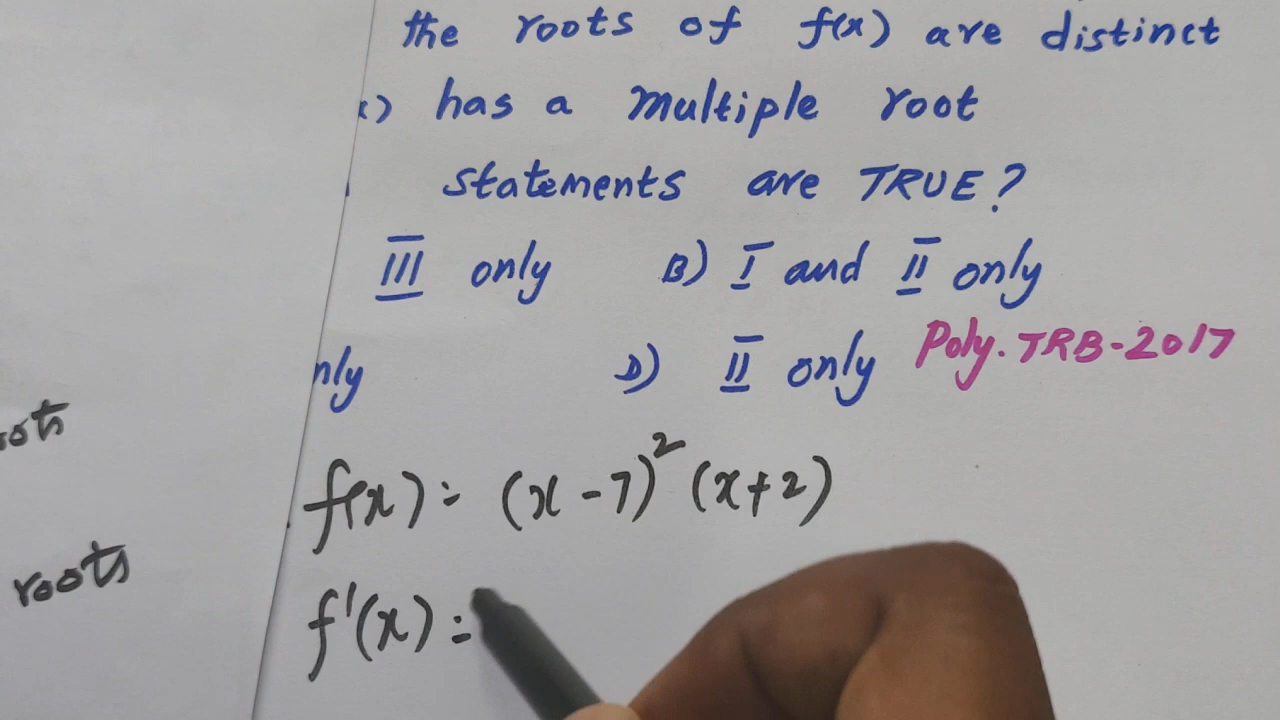 the roots of f(x) are distinct
has a multiple root
statements are TRUE?
III only B) I and II only
D) II only Poly. TRB-2017
f(x) = (x-7)² (x+2)
roots
f'(x) =